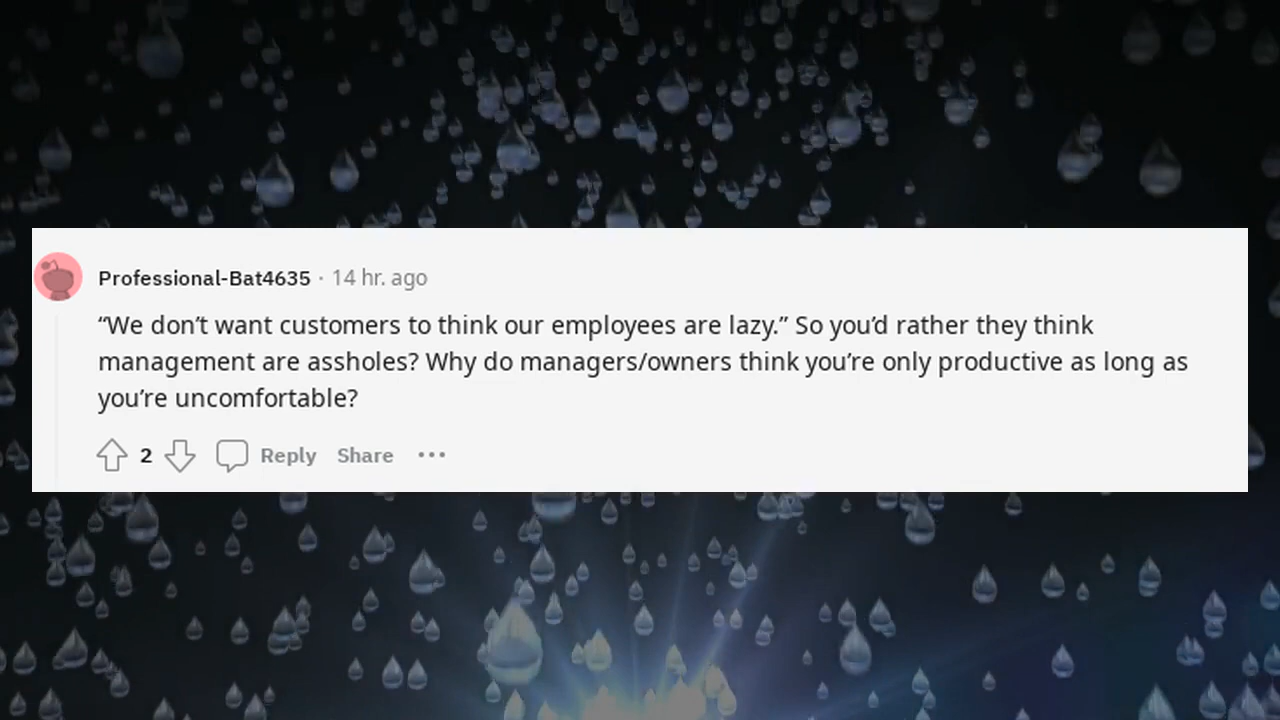 Professional-Bat4635 · 14 hr. ago
“We don’t want customers to think our employees are lazy.” So you’d rather they think
management are assholes? Why do managers/owners think you’re only productive as long as
you’re uncomfortable?
2 Reply Share ···